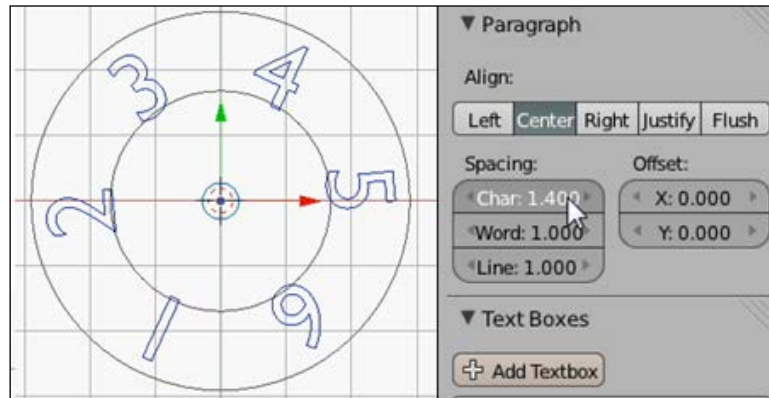 3 4
2 5
1 6
Paragraph
Align:
Left Center Right Justify Flush
Spacing: Offset:
Char: 1.400 X: 0.000
Word: 1.000 Y: 0.000
Line: 1.000
Text Boxes
Add Textbox